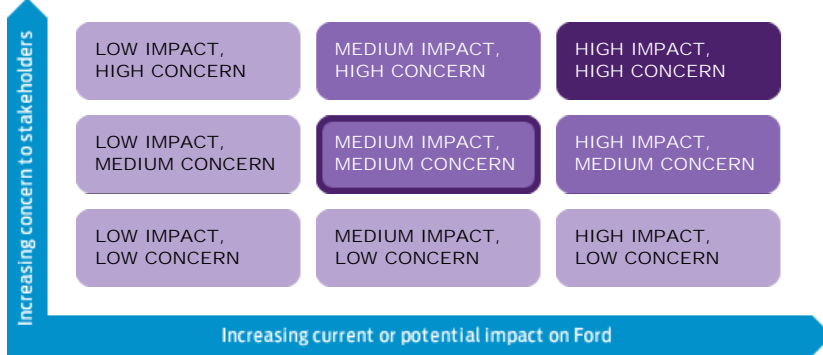 Increasing concern to stakeholders
LOW IMPACT,
HIGH CONCERN
MEDIUM IMPACT,
HIGH CONCERN
HIGH IMPACT,
HIGH CONCERN
LOW IMPACT,
MEDIUM CONCERN
MEDIUM IMPACT,
MEDIUM CONCERN
HIGH IMPACT,
MEDIUM CONCERN
LOW IMPACT,
LOW CONCERN
MEDIUM IMPACT,
LOW CONCERN
HIGH IMPACT,
LOW CONCERN
Increasing current or potential impact on Ford